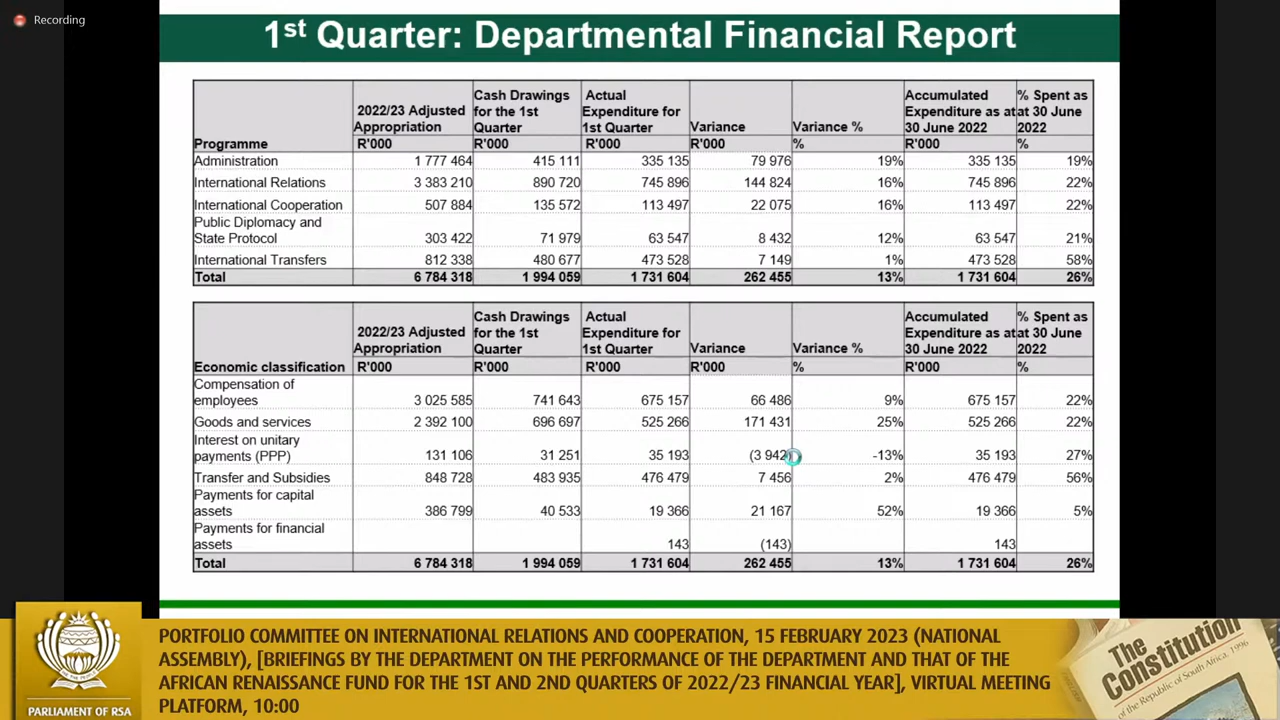 Recording
1st Quarter: Departmental Financial Report
Programme | 2022/23 Adjusted Appropriation R'000 | Cash Drawings for the 1st Quarter R'000 | Actual Expenditure for 1st Quarter R'000 | Variance R'000 | Variance % % | Accumulated Expenditure as at 30 June 2022 R'000 | % Spent as at 30 June 2022 %
Administration 1 777 464 415 111 335 135 79 976 19% 335 135 19%
International Relations 3 383 210 890 720 745 896 144 824 16% 745 896 22%
International Cooperation 507 884 135 572 113 497 22 075 16% 113 497 22%
Public Diplomacy and
State Protocol 303 422 71 979 63 547 8 432 12% 63 547 21%
International Transfers 812 338 480 677 473 528 7 149 1% 473 528 58%
Total 6 784 318 1 994 059 1 731 604 262 455 13% 1 731 604 26%
Economic classification | 2022/23 Adjusted Appropriation R'000 | Cash Drawings for the 1st Quarter R'000 | Actual Expenditure for 1st Quarter R'000 | Variance R'000 | Variance % % | Accumulated Expenditure as at 30 June 2022 R'000 | % Spent as at 30 June 2022 %
Compensation of
employees 3 025 585 741 643 675 157 66 486 9% 675 157 22%
Goods and services 2 392 100 696 697 525 266 171 431 25% 525 266 22%
Interest on unitary
payments (PPP) 131 106 31 251 35 193 (3 942) -13% 35 193 27%
Transfer and Subsidies 848 728 483 935 476 479 7 456 2% 476 479 56%
Payments for capital
assets 386 799 40 533 19 366 21 167 52% 19 366 5%
Payments for financial
assets 143 (143) 143
Total 6 784 318 1 994 059 1 731 604 262 455 13% 1 731 604 26%
PORTFOLIO COMMITTEE ON INTERNATIONAL RELATIONS AND COOPERATION, 15 FEBRUARY 2023 (NATIONAL
ASSEMBLY), [BRIEFINGS BY THE DEPARTMENT ON THE PERFORMANCE OF THE DEPARTMENT AND THAT OF THE
AFRICAN RENAISSANCE FUND FOR THE 1ST AND 2ND QUARTERS OF 2022/23 FINANCIAL YEAR], VIRTUAL MEETING
PLATFORM, 10:00
PARLIAMENT OF RSA
The
Constitution
of the Republic of South Africa, 1996